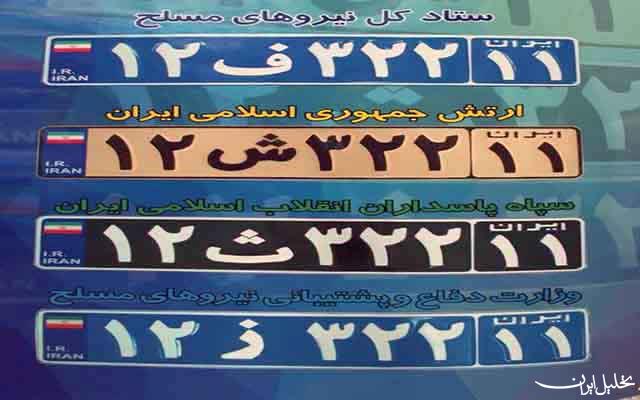 ستاد کل نیروهای مسلح
I.R. IRAN ۱۲ ف ۳۲۲ ایران ۱۱
ارتش جمهوری اسلامی ایران
I.R. IRAN ۱۲ ش ۳۲۲ ایران ۱۱
سپاه پاسداران انقلاب اسلامی ایران
I.R. IRAN ۱۲ ث ۳۲۲ ایران ۱۱
وزارت دفاع و پشتیبانی نیروهای مسلح
I.R. IRAN ۱۲ ز ۳۲۲ ایران ۱۱
تحلیل ایران